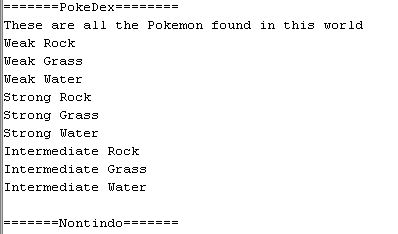 =======PokeDex========
These are all the Pokemon found in this world
Weak Rock
Weak Grass
Weak Water
Strong Rock
Strong Grass
Strong Water
Intermediate Rock
Intermediate Grass
Intermediate Water
=======Nontindo=======